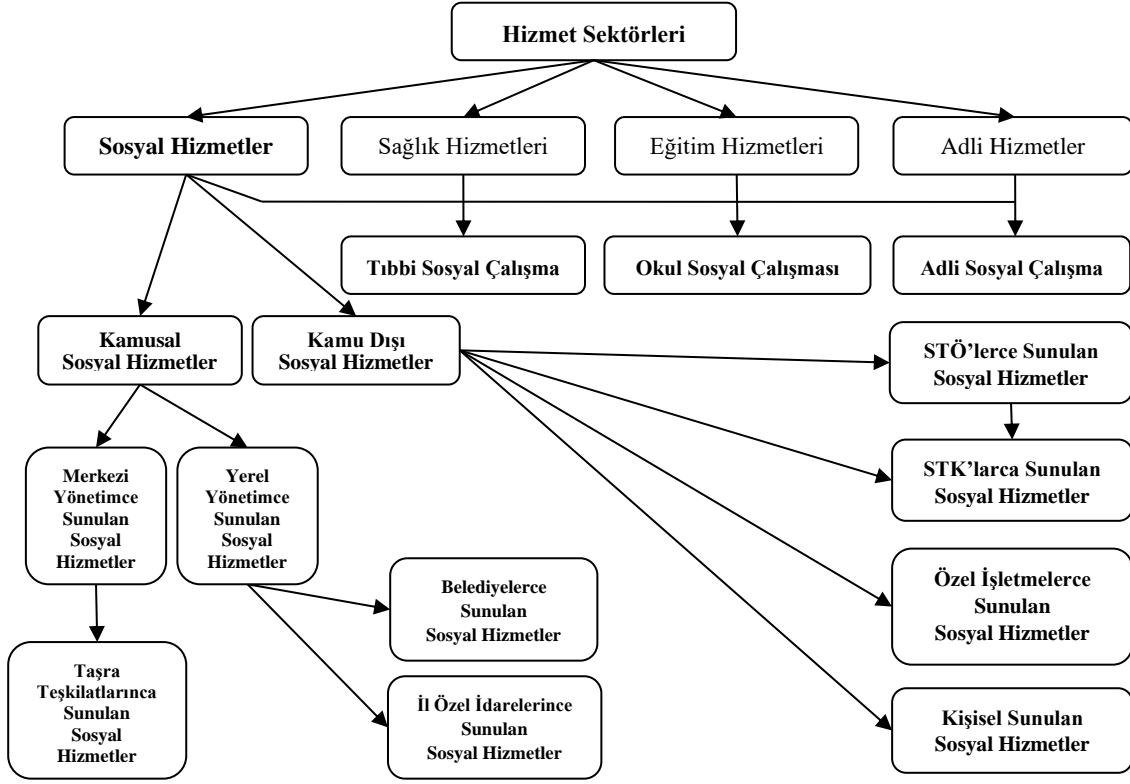 Hizmet Sektörleri
Sosyal Hizmetler
Sağlık Hizmetleri
Eğitim Hizmetleri
Adli Hizmetler
Tıbbi Sosyal Çalışma
Okul Sosyal Çalışması
Adli Sosyal Çalışma
Kamusal
Sosyal Hizmetler
Kamu Dışı
Sosyal Hizmetler
STÖ’lerce Sunulan
Sosyal Hizmetler
Merkezi
Yönetimce
Sunulan
Sosyal
Hizmetler
Yerel
Yönetimce
Sunulan
Sosyal
Hizmetler
STK’larca Sunulan
Sosyal Hizmetler
Belediyelerce
Sunulan
Sosyal Hizmetler
Özel İşletmelerce
Sunulan
Sosyal Hizmetler
Taşra
Teşkilatlarınca
Sunulan
Sosyal
Hizmetler
İl Özel İdarelerince
Sunulan
Sosyal Hizmetler
Kişisel Sunulan
Sosyal Hizmetler